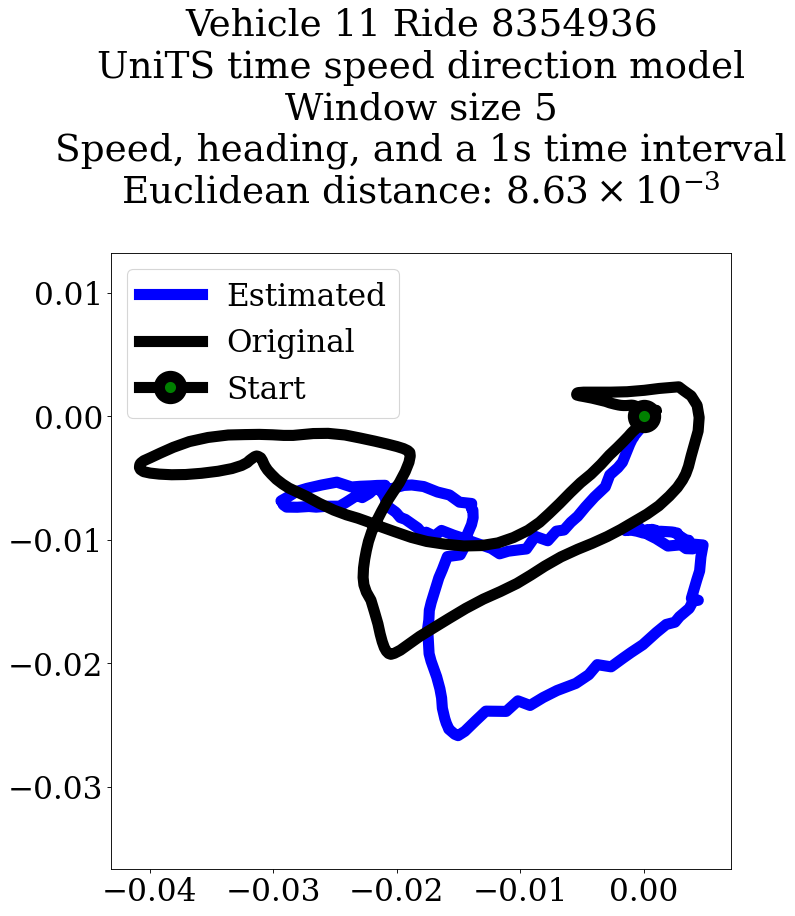 Vehicle 11 Ride 8354936
UniTS time speed direction model
Window size 5
Speed, heading, and a 1s time interval
Euclidean distance: 8.63 × 10⁻³
Estimated
Original
Start
0.01
0.00
−0.01
−0.02
−0.03
−0.04 −0.03 −0.02 −0.01 0.00